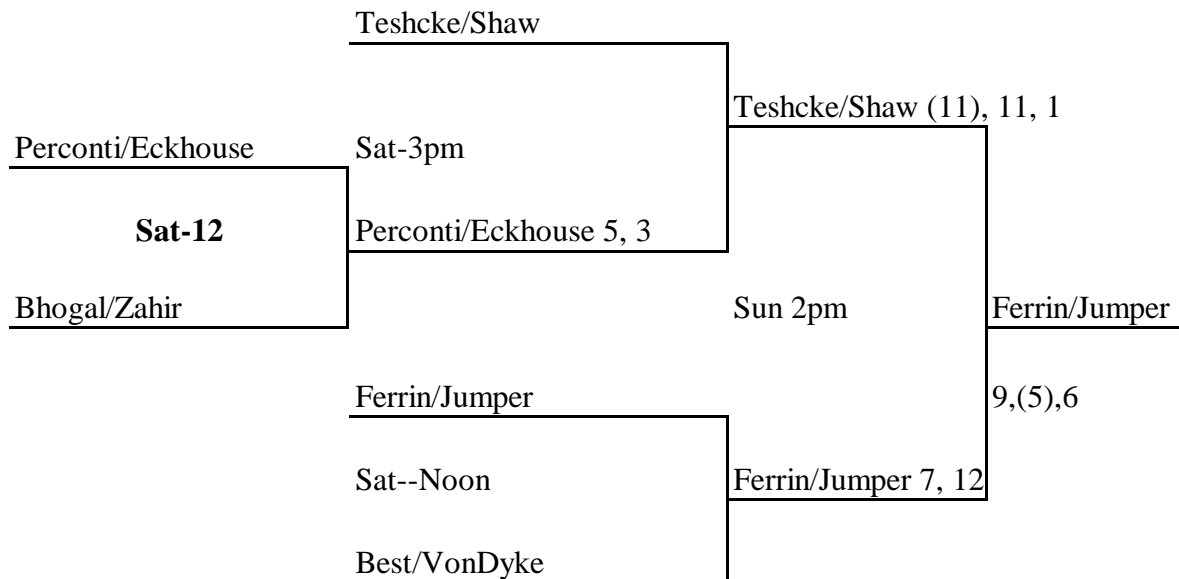 Teshcke/Shaw
Teshcke/Shaw (11), 11, 1
Perconti/Eckhouse
Sat-3pm
Sat-12
Perconti/Eckhouse 5, 3
Bhogal/Zahir
Sun 2pm
Ferrin/Jumper
Ferrin/Jumper
9,(5),6
Sat--Noon
Ferrin/Jumper 7, 12
Best/VonDyke